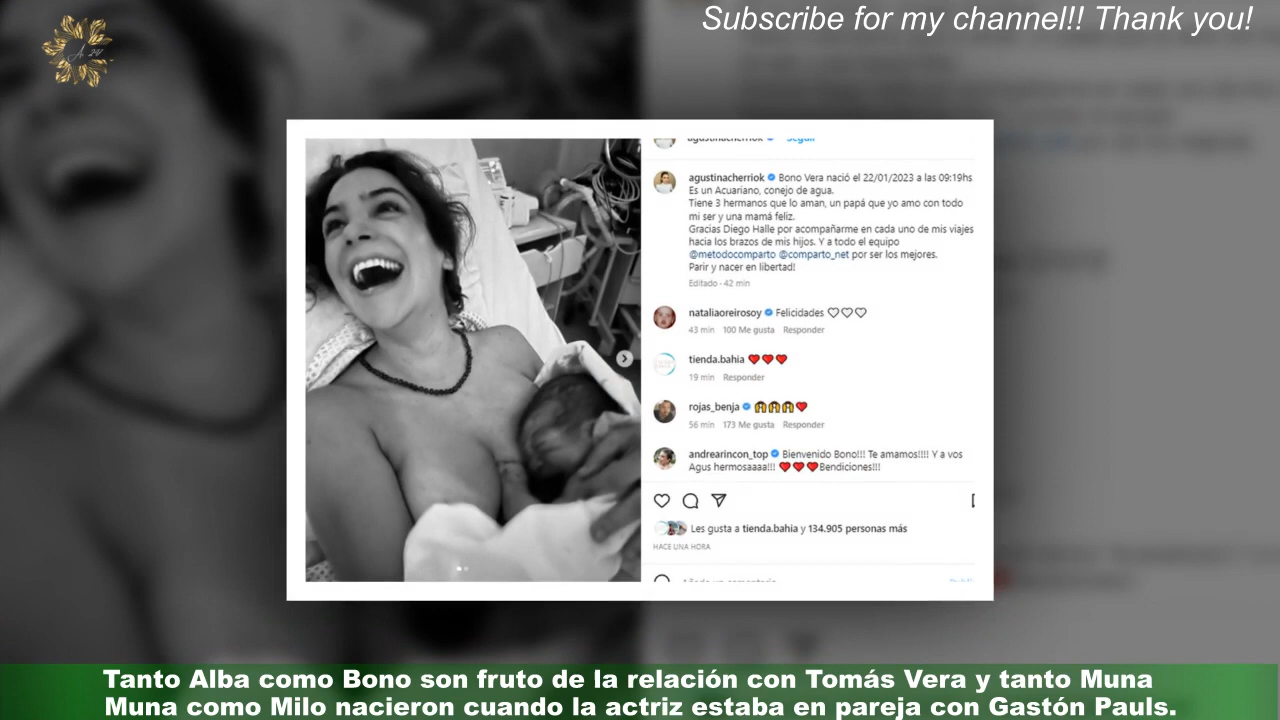 Subscribe for my channel!! Thank you!
agustinacherriok Seguir
agustinacherriok Bono Vera nació el 22/01/2023 a las 09:19hs
Es un Acuariano, conejo de agua.
Tiene 3 hermanos que lo aman, un papá que yo amo con todo
mi ser y una mamá feliz.
Gracias Diego Halle por acompañarme en cada uno de mis viajes
hacia los brazos de mis hijos. Y a todo el equipo
@metodocomparto @comparto_net por ser los mejores.
Parir y nacer en libertad!
Editado · 42 min
nataliaoreirosoy Felicidades 🤍🤍🤍
43 min 100 Me gusta Responder
tienda.bahia ❤️❤️❤️
19 min Responder
rojas_benja 🙌🙌🙌❤️
56 min 173 Me gusta Responder
andrearincon_top Bienvenido Bono!!! Te amamos!!!! Y a vos
Agus hermosaaaa!!! ❤️❤️❤️Bendiciones!!!
Les gusta a tienda.bahia y 134.905 personas más
HACE UNA HORA
Tanto Alba como Bono son fruto de la relación con Tomás Vera y tanto Muna
Muna como Milo nacieron cuando la actriz estaba en pareja con Gastón Pauls.